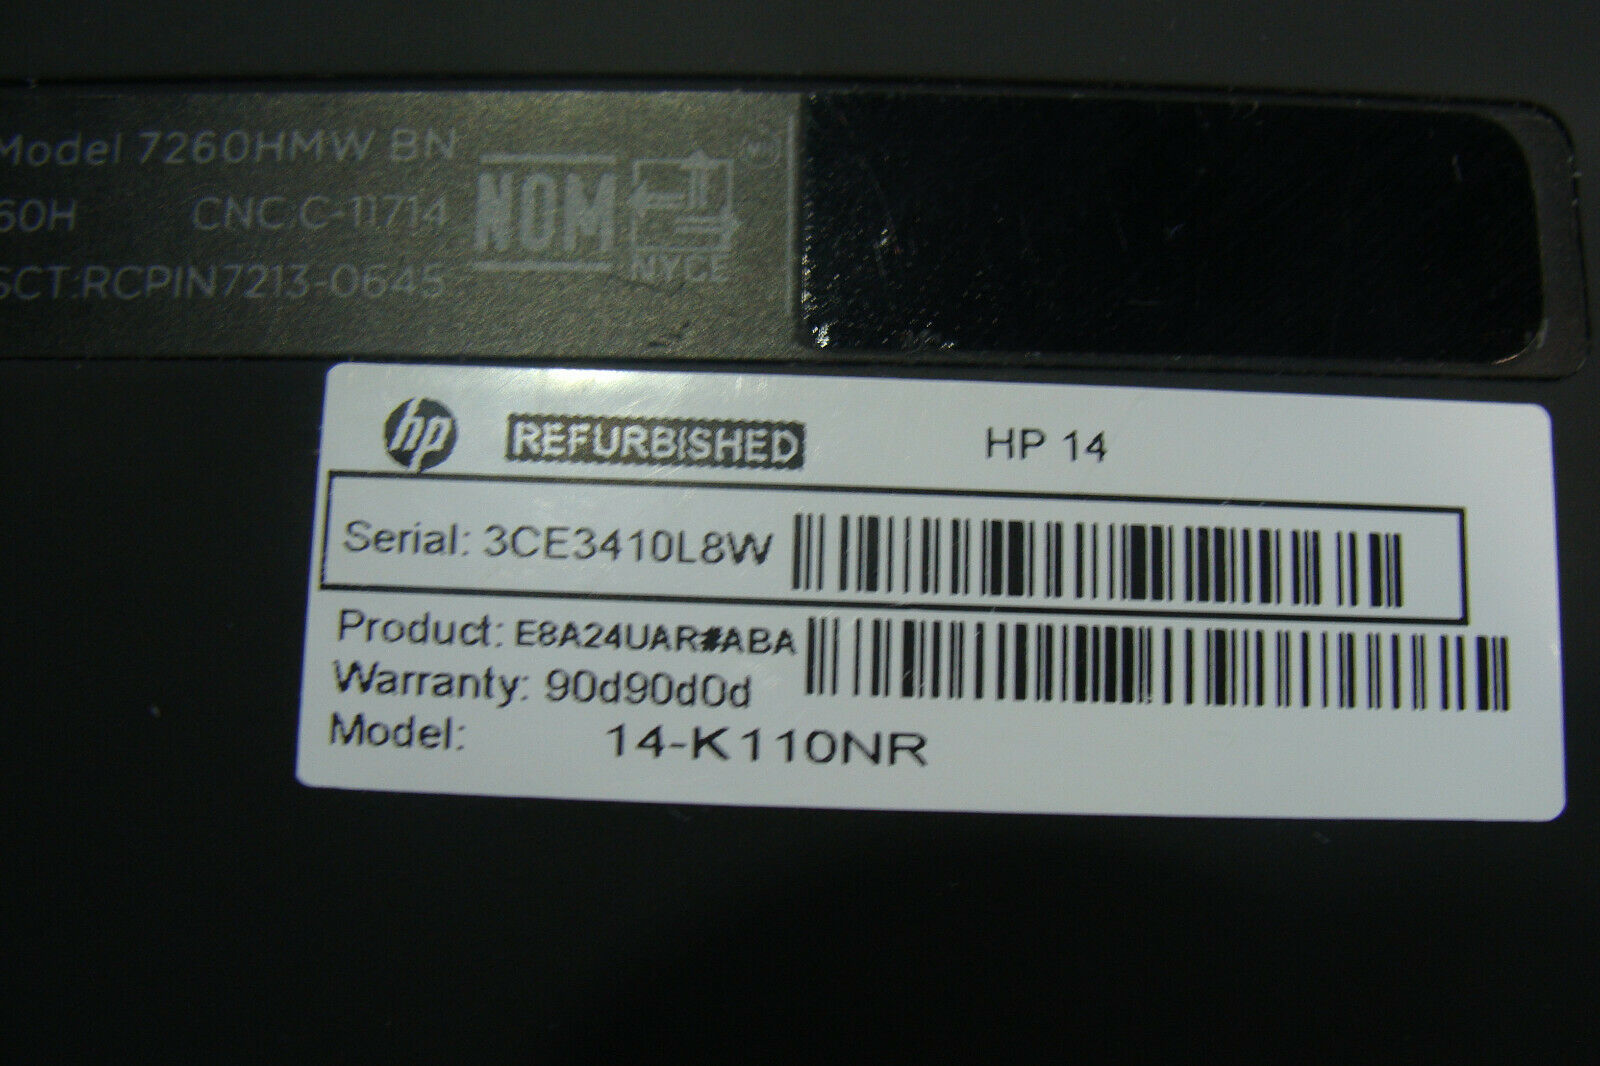 Model 7260HMW BN
60H CNC.C-11714
SCT:RCPIN7213-0645
NOM
NYCE
hp REFURBISHED HP 14
Serial: 3CE3410L8W
Product: E8A24UAR#ABA
Warranty: 90d90d0d
Model: 14-K110NR